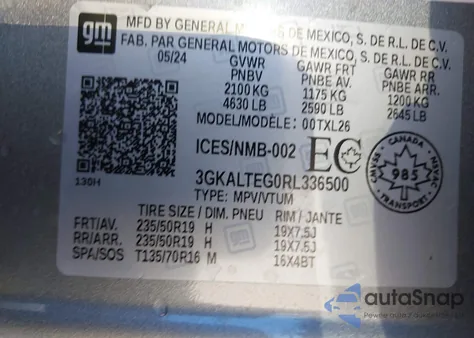 gm
MFD BY GENERAL MOTORS DE MEXICO, S. DE R.L. DE C.V.
FAB. PAR GENERAL MOTORS DE MEXICO, S. DE R.L. DE C.V.
05/24 GVWR GAWR FRT GAWR RR
PNBV PNBE AV. PNBE ARR.
2100 KG 1175 KG 1200 KG
4630 LB 2590 LB 2645 LB
MODEL/MODÈLE: 00TXL26
ICES/NMB-002 EC
CANADA
CMVSS NSVAC
985
TRANSPORT
130H
3GKALTEG0RL336500
TYPE: MPV/VTUM
TIRE SIZE / DIM. PNEU RIM / JANTE
FRT/AV. 235/50R19 H 19X7.5J
RR/ARR. 235/50R19 H 19X7.5J
SPA/SOS T135/70R16 M 16X4BT
autoSnap